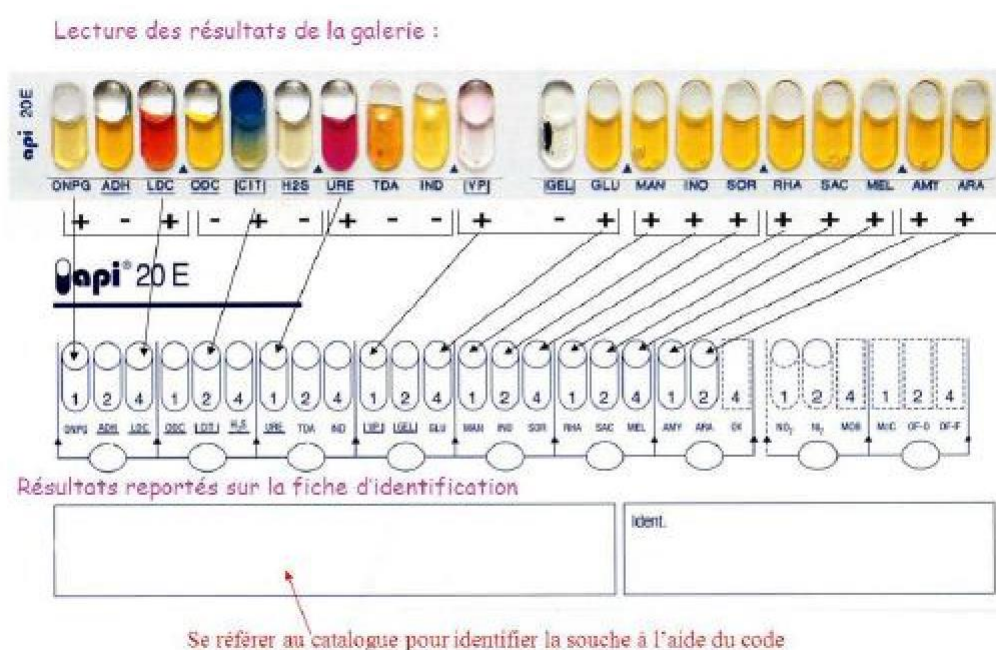 Lecture des résultats de la galerie :
api 20E
ONPG ADH LDC ODC |CIT| H2S URE TDA IND |VP| |GEL| GLU MAN INO SOR RHA SAC MEL AMY ARA
+ - + - + - + - - + - + + + + + + + + +
api® 20 E
1 2 4 1 2 4 1 2 4 1 2 4 1 2 4 1 2 4 1 2 4 1 2 4 1 2 4
ONPG ADH LDC ODC |CIT| H2S URE TDA IND |VP| |GEL| GLU MAN INO SOR RHA SAC MEL AMY ARA OX NO2 N2 MOB McC OF-O OF-F
Résultats reportés sur la fiche d'identification
Ident.
Se référer au catalogue pour identifier la souche à l'aide du code